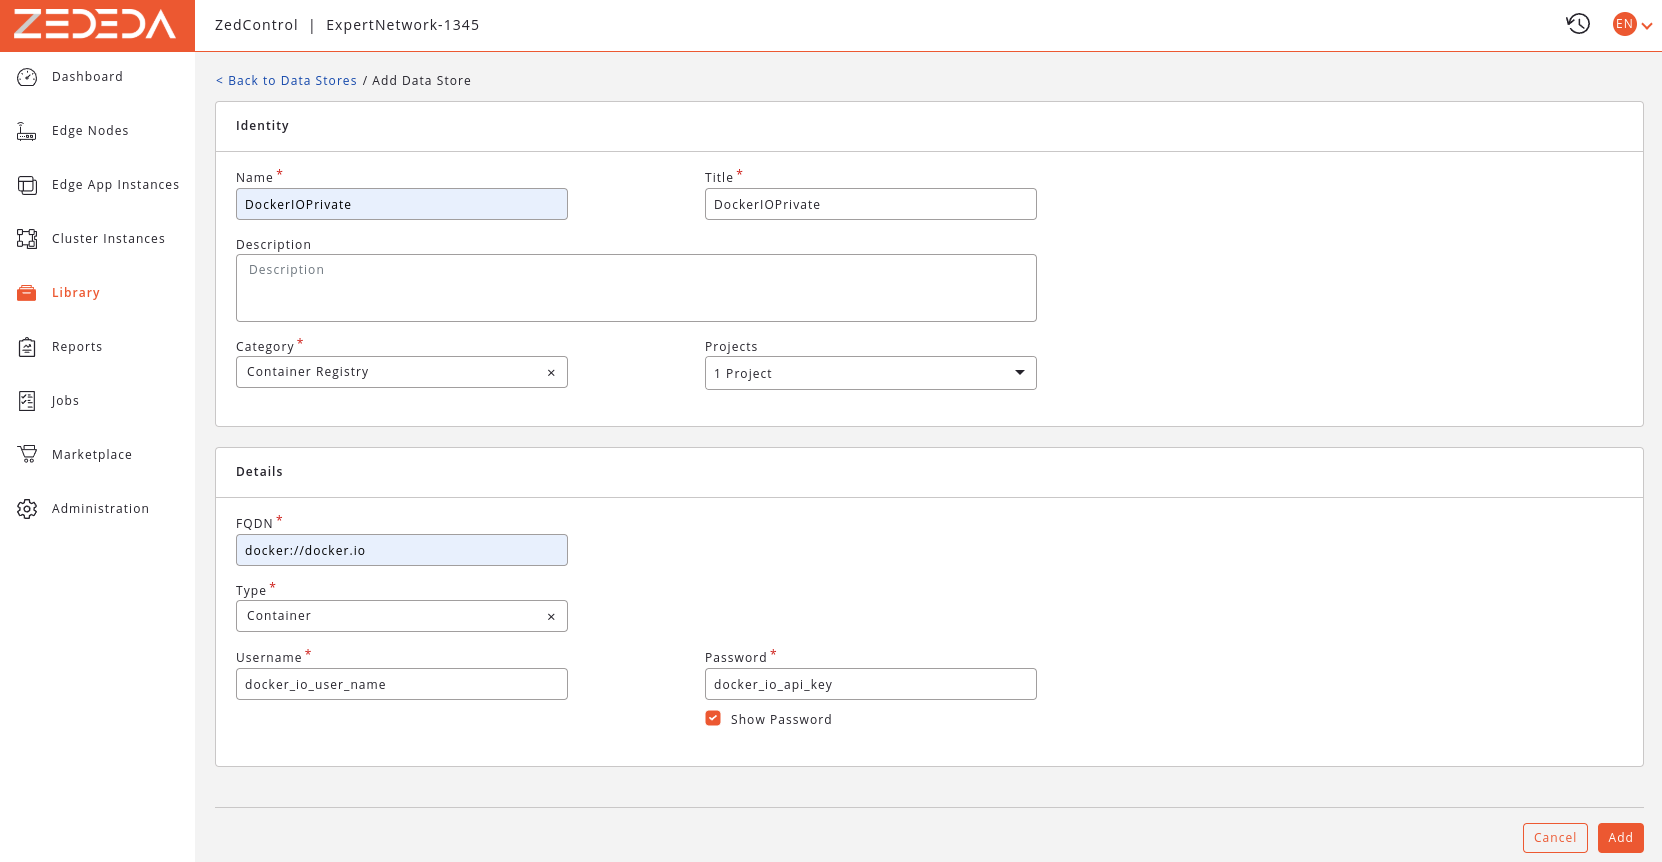 ZEDEDA
ZedControl | ExpertNetwork-1345
EN
Dashboard
Edge Nodes
Edge App Instances
Cluster Instances
Library
Reports
Jobs
Marketplace
Administration
< Back to Data Stores / Add Data Store
Identity
Name * Title *
DockerIOPrivate DockerIOPrivate
Description
Description
Category * Projects
Container Registry × 1 Project
Details
FQDN *
docker://docker.io
Type *
Container ×
Username * Password *
docker_io_user_name docker_io_api_key
Show Password
Cancel Add